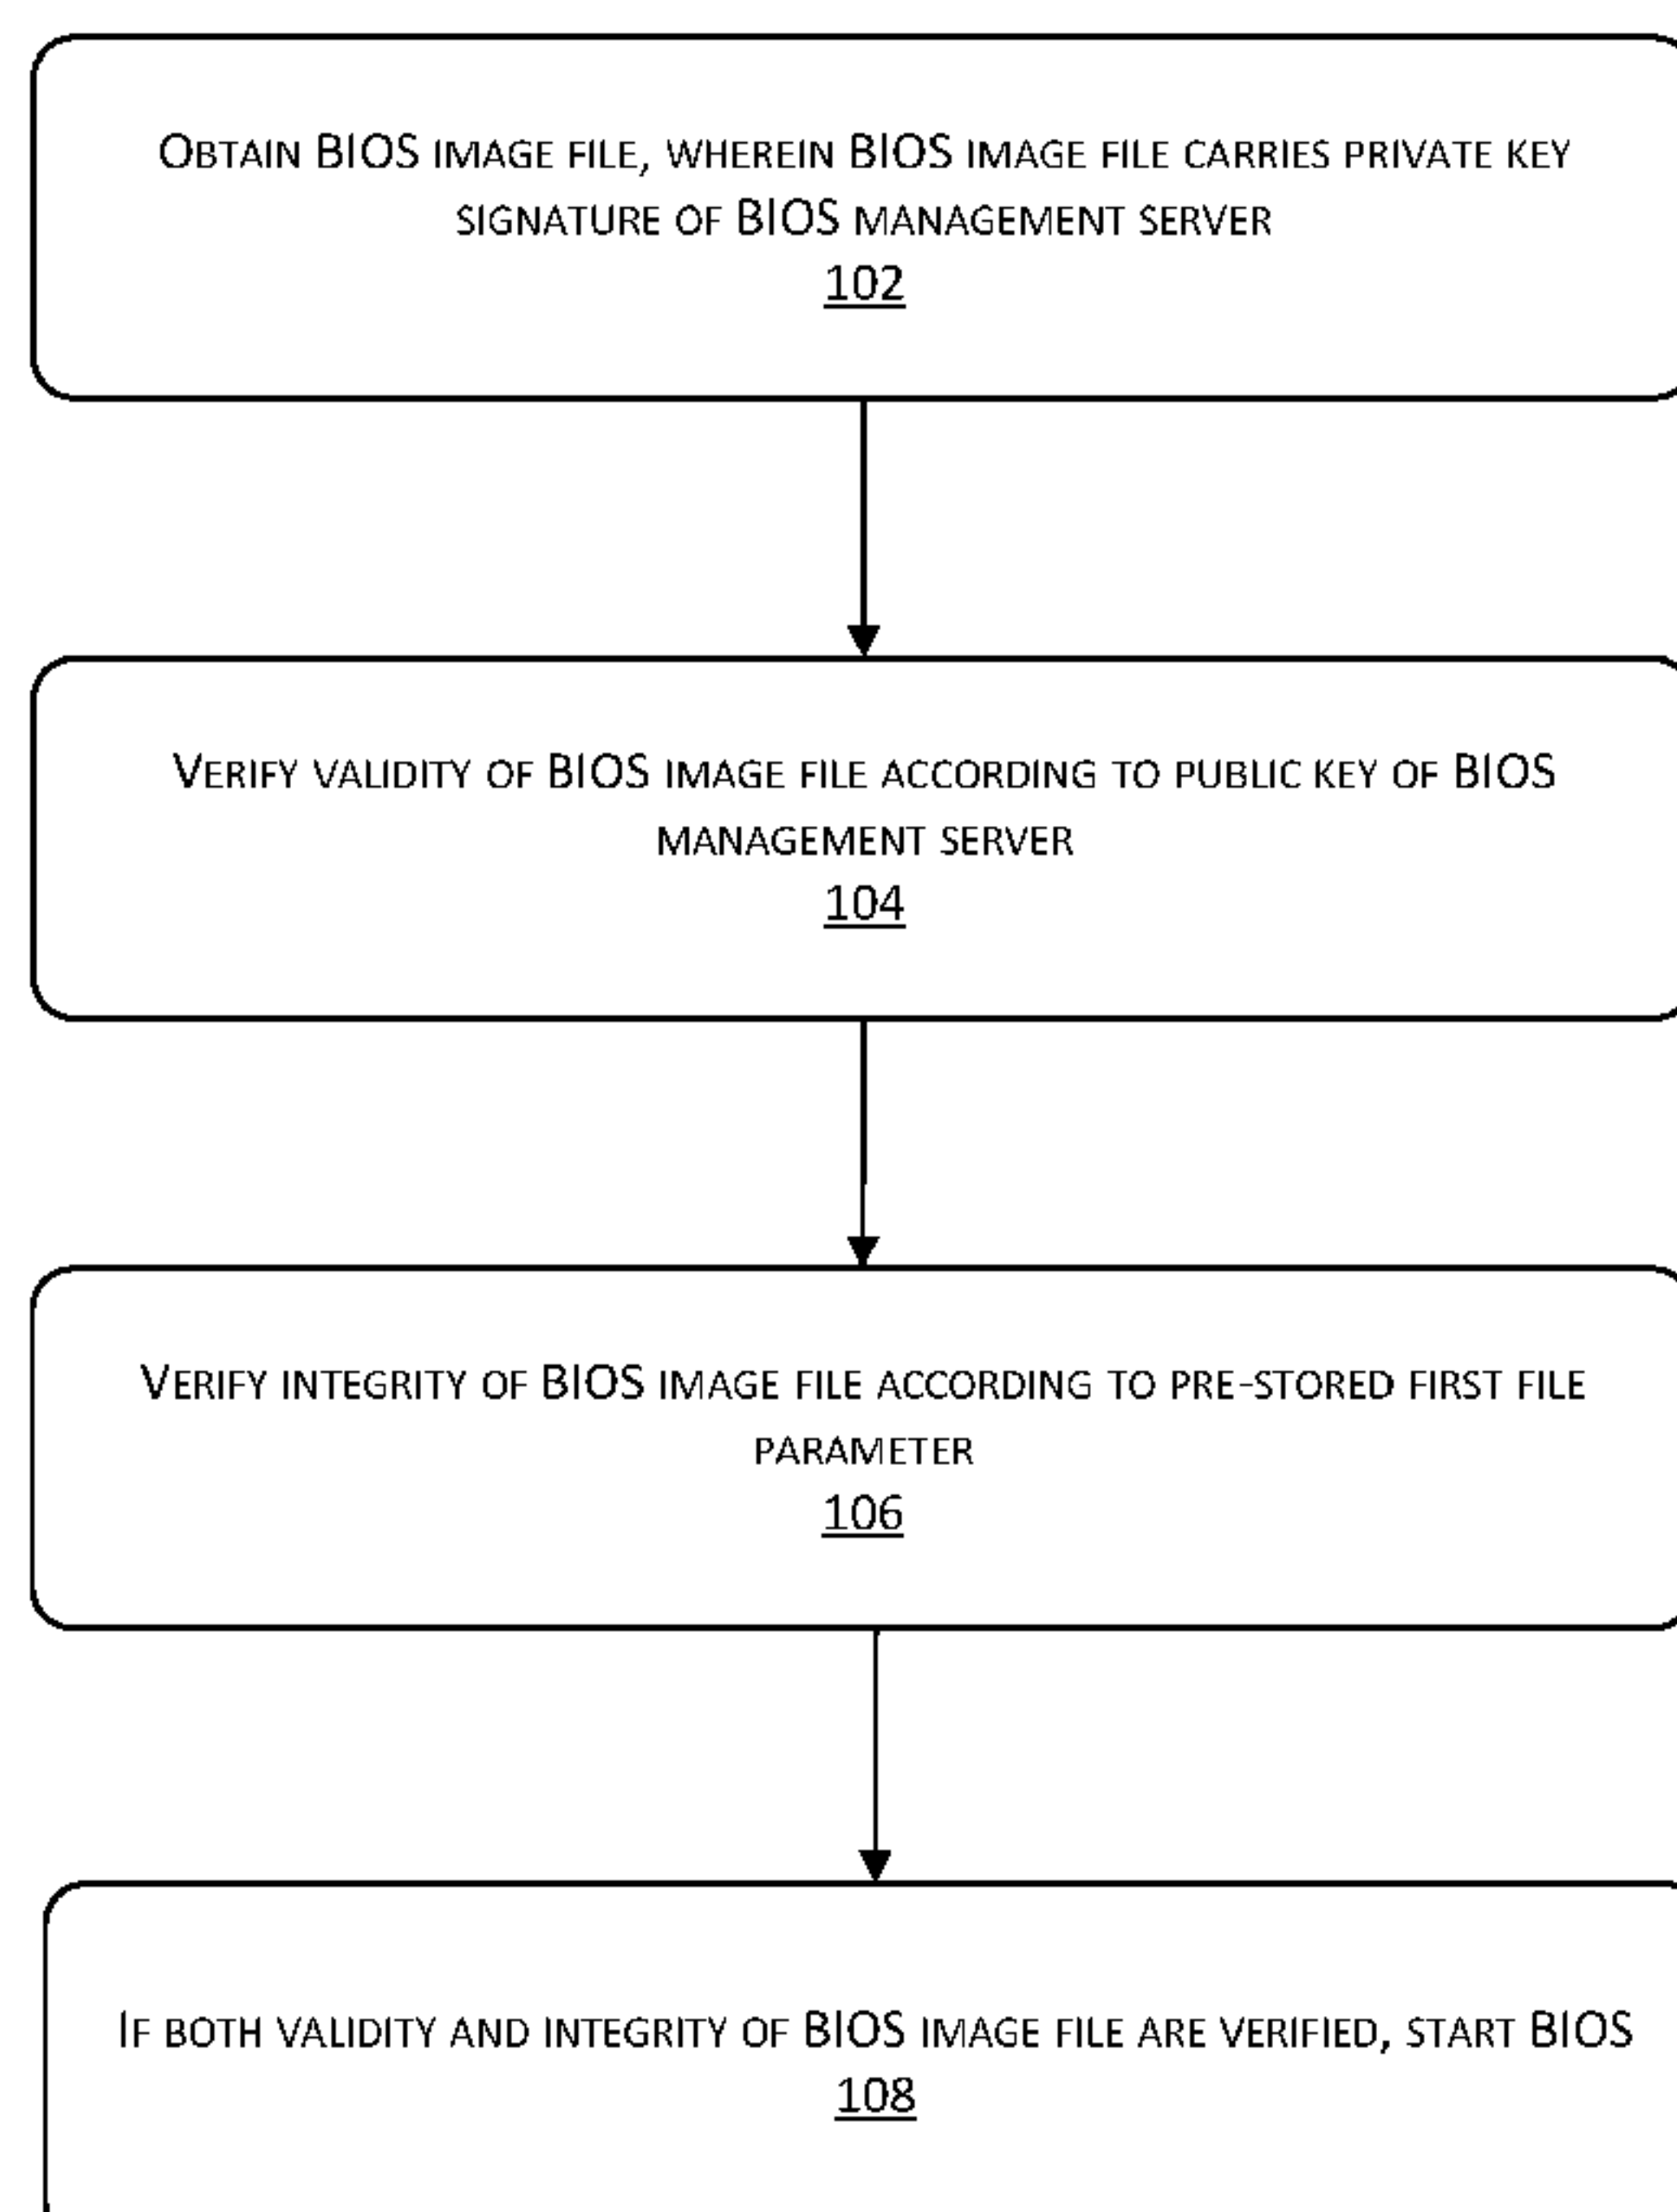 Obtain BIOS image file, wherein BIOS image file carries private key
signature of BIOS management server
102
Verify validity of BIOS image file according to public key of BIOS
management server
104
Verify integrity of BIOS image file according to pre-stored first file
parameter
106
If both validity and integrity of BIOS image file are verified, start BIOS
108